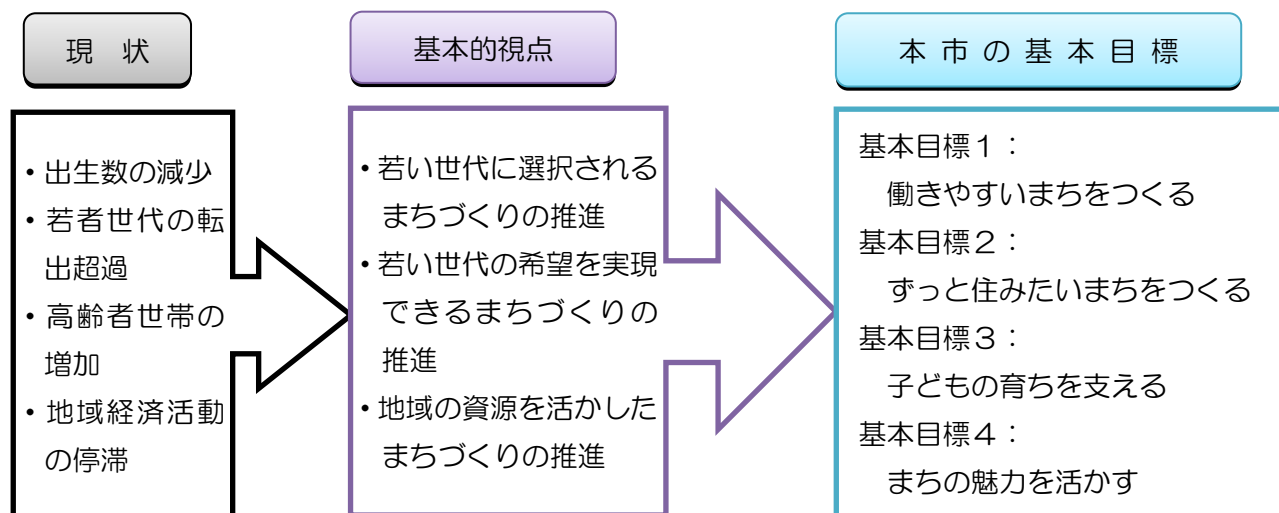 現 状
・出生数の減少
・若者世代の転
出超過
・高齢者世帯の
増加
・地域経済活動
の停滞
基本的視点
・若い世代に選択される
まちづくりの推進
・若い世代の希望を実現
できるまちづくりの
推進
・地域の資源を活かした
まちづくりの推進
本 市 の 基 本 目 標
基本目標１：
働きやすいまちをつくる
基本目標２：
ずっと住みたいまちをつくる
基本目標３：
子どもの育ちを支える
基本目標４：
まちの魅力を活かす